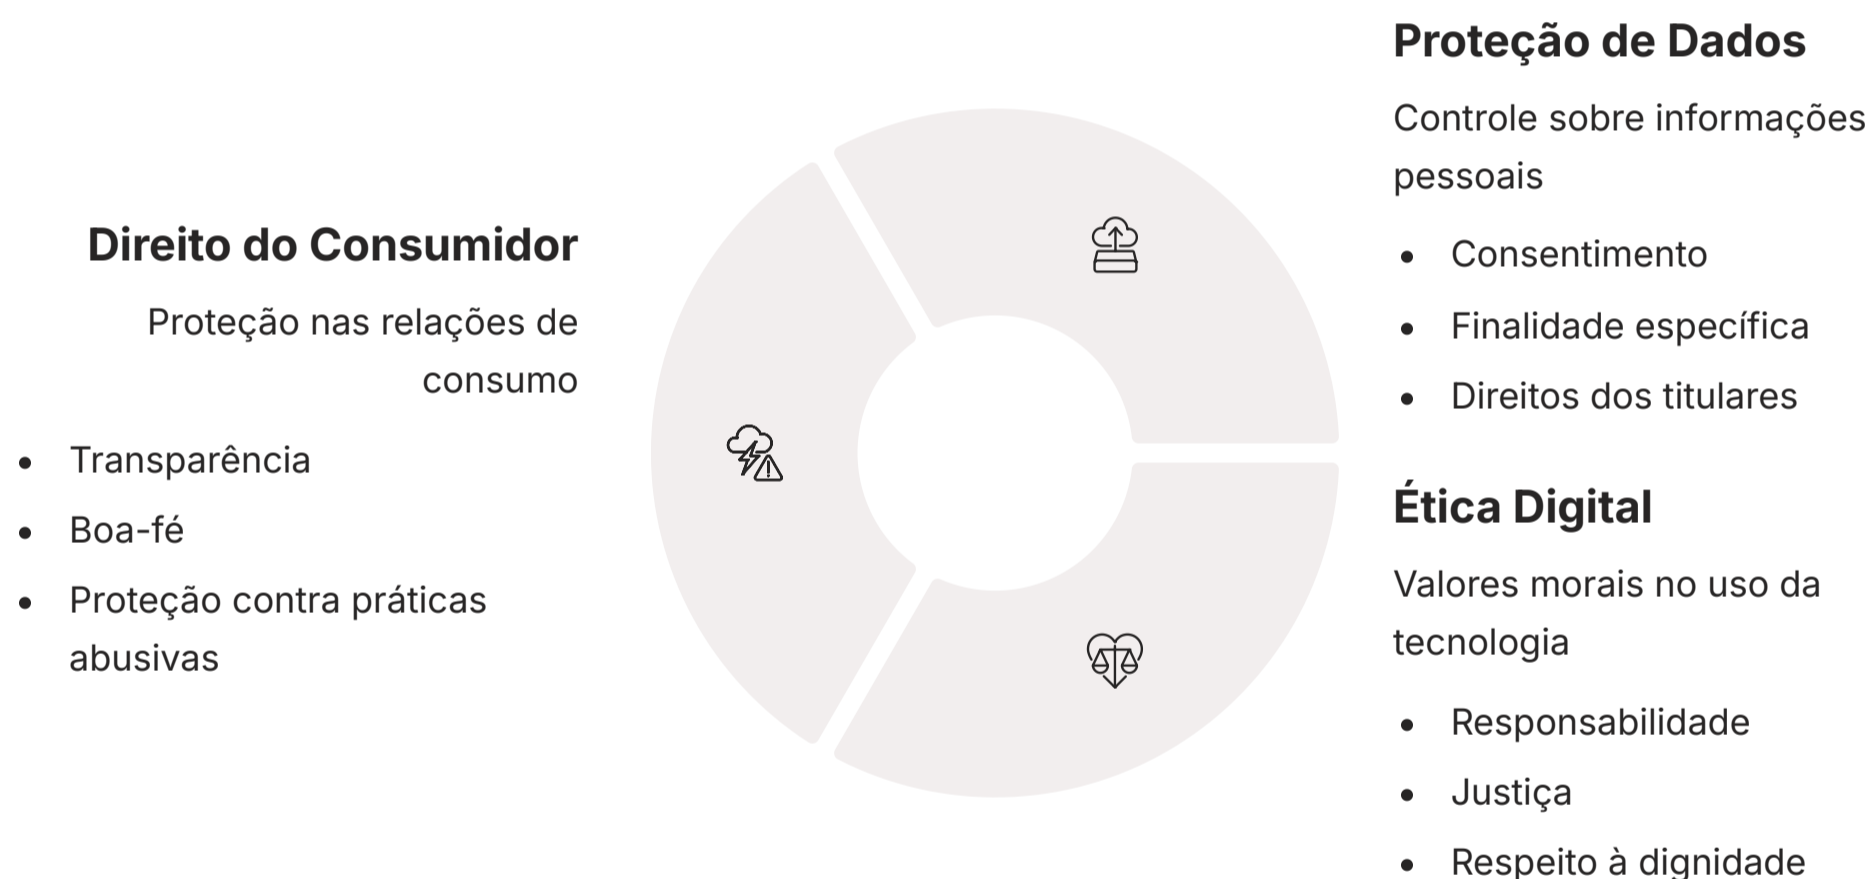 Direito do Consumidor
Proteção nas relações de
consumo
• Transparência
• Boa-fé
• Proteção contra práticas
abusivas
Proteção de Dados
Controle sobre informações
pessoais
• Consentimento
• Finalidade específica
• Direitos dos titulares
Ética Digital
Valores morais no uso da
tecnologia
• Responsabilidade
• Justiça
• Respeito à dignidade